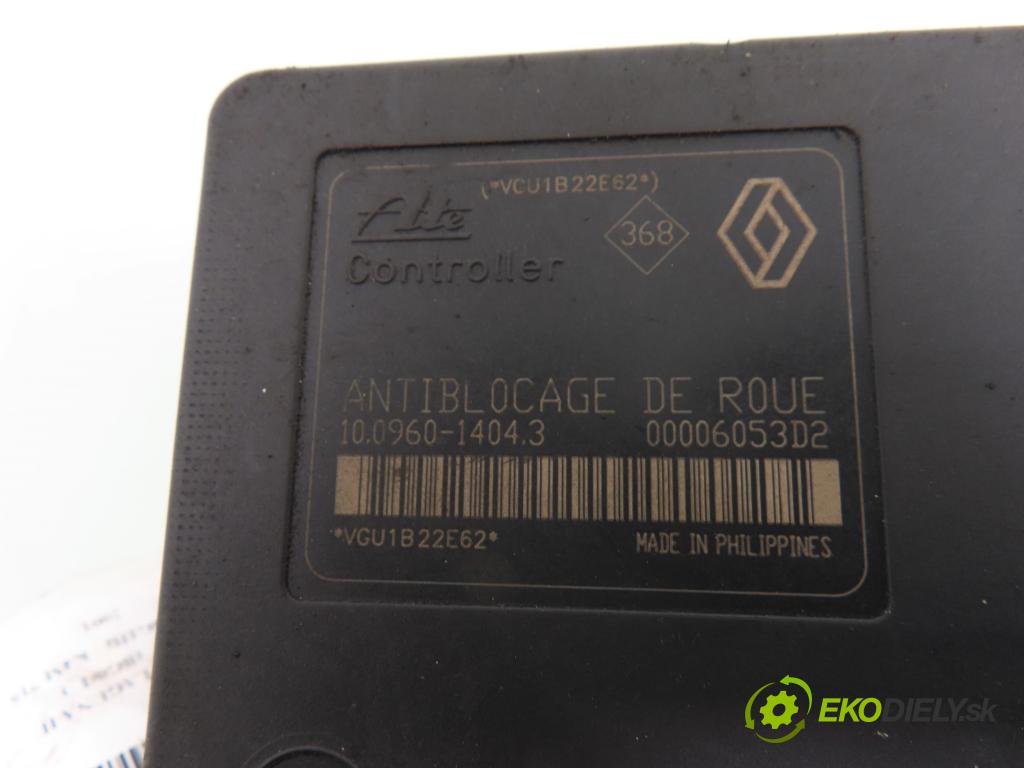 (*VCU1B22E62*)
Ate
368
Controller
ANTIBLOCAGE DE ROUE
10.0960-1404.3 00006053D2
*VGU1B22E62*
MADE IN PHILIPPINES
EKODIELY.sk